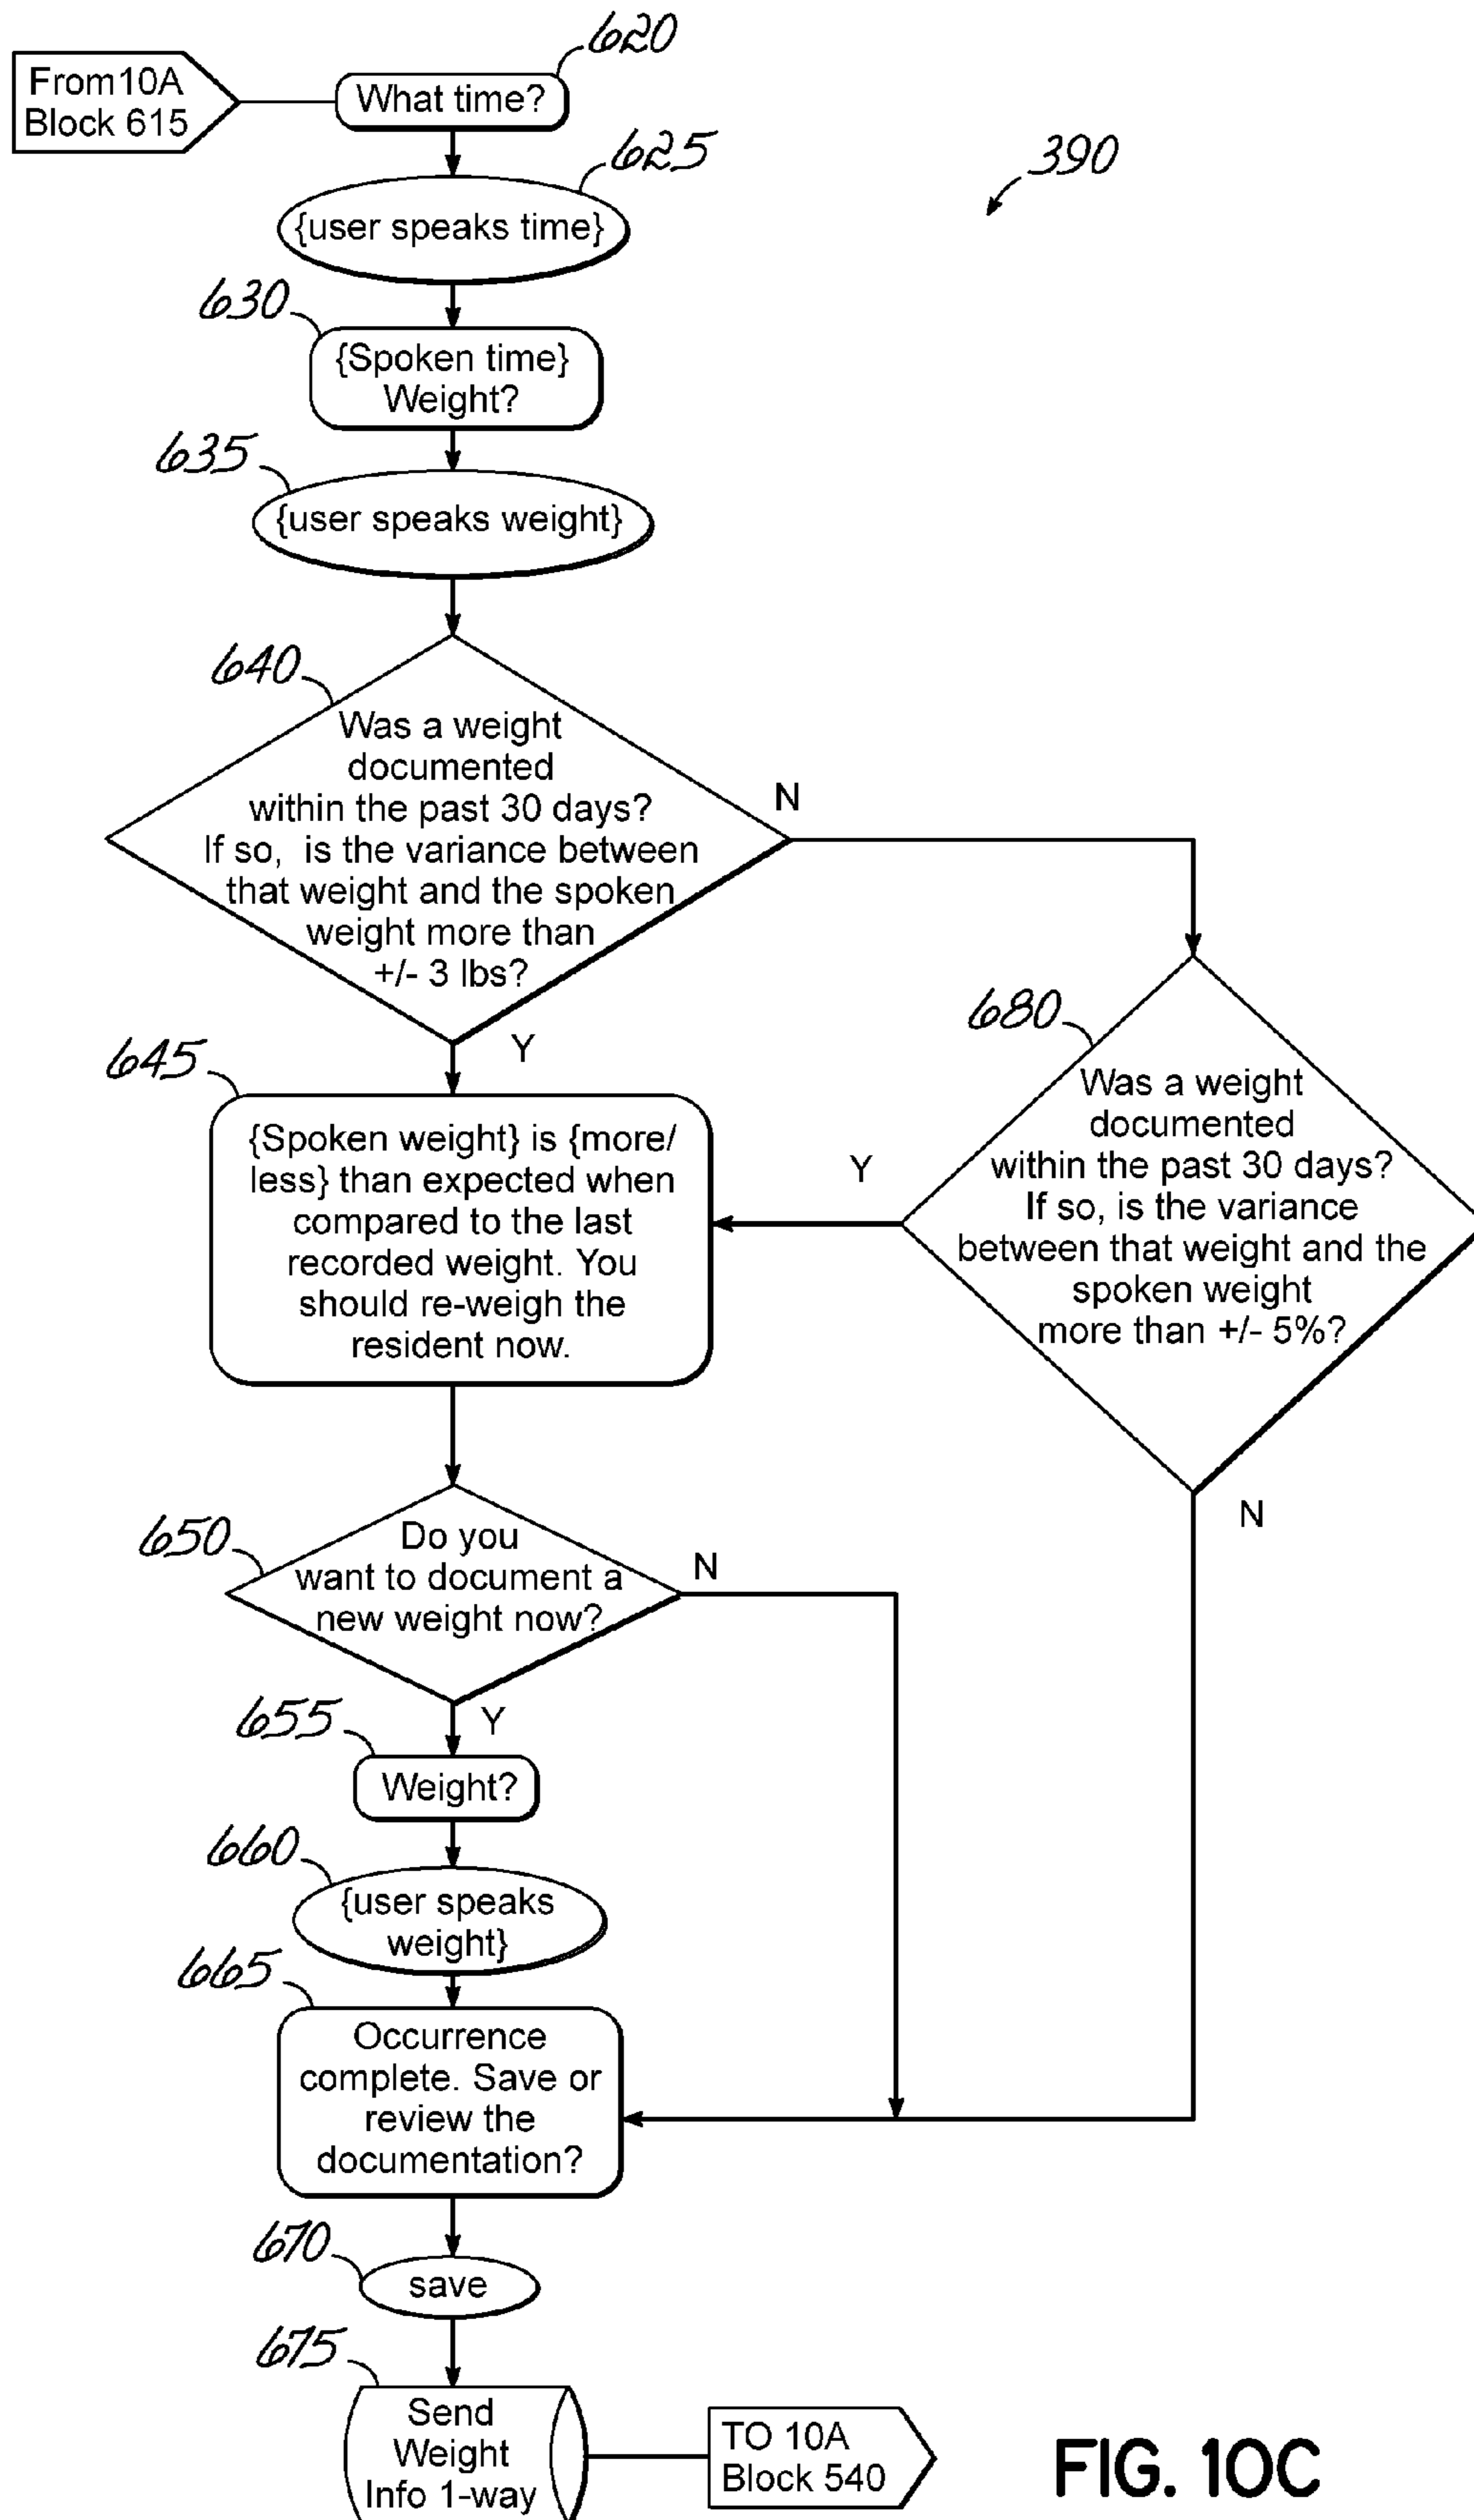 620
From10A
Block 615
What time?
625
390
{user speaks time}
630
{Spoken time}
Weight?
635
{user speaks weight}
640
Was a weight
documented
within the past 30 days?
If so, is the variance between
that weight and the spoken
weight more than
+/- 3 lbs?
N
Y
680
Was a weight
documented
within the past 30 days?
If so, is the variance
between that weight and the
spoken weight
more than +/- 5%?
Y
N
645
{Spoken weight} is {more/
less} than expected when
compared to the last
recorded weight. You
should re-weigh the
resident now.
650
Do you
want to document a
new weight now?
N
Y
655
Weight?
660
{user speaks
weight}
665
Occurrence
complete. Save or
review the
documentation?
670
save
675
Send
Weight
Info 1-way
TO 10A
Block 540
FIG. 10C